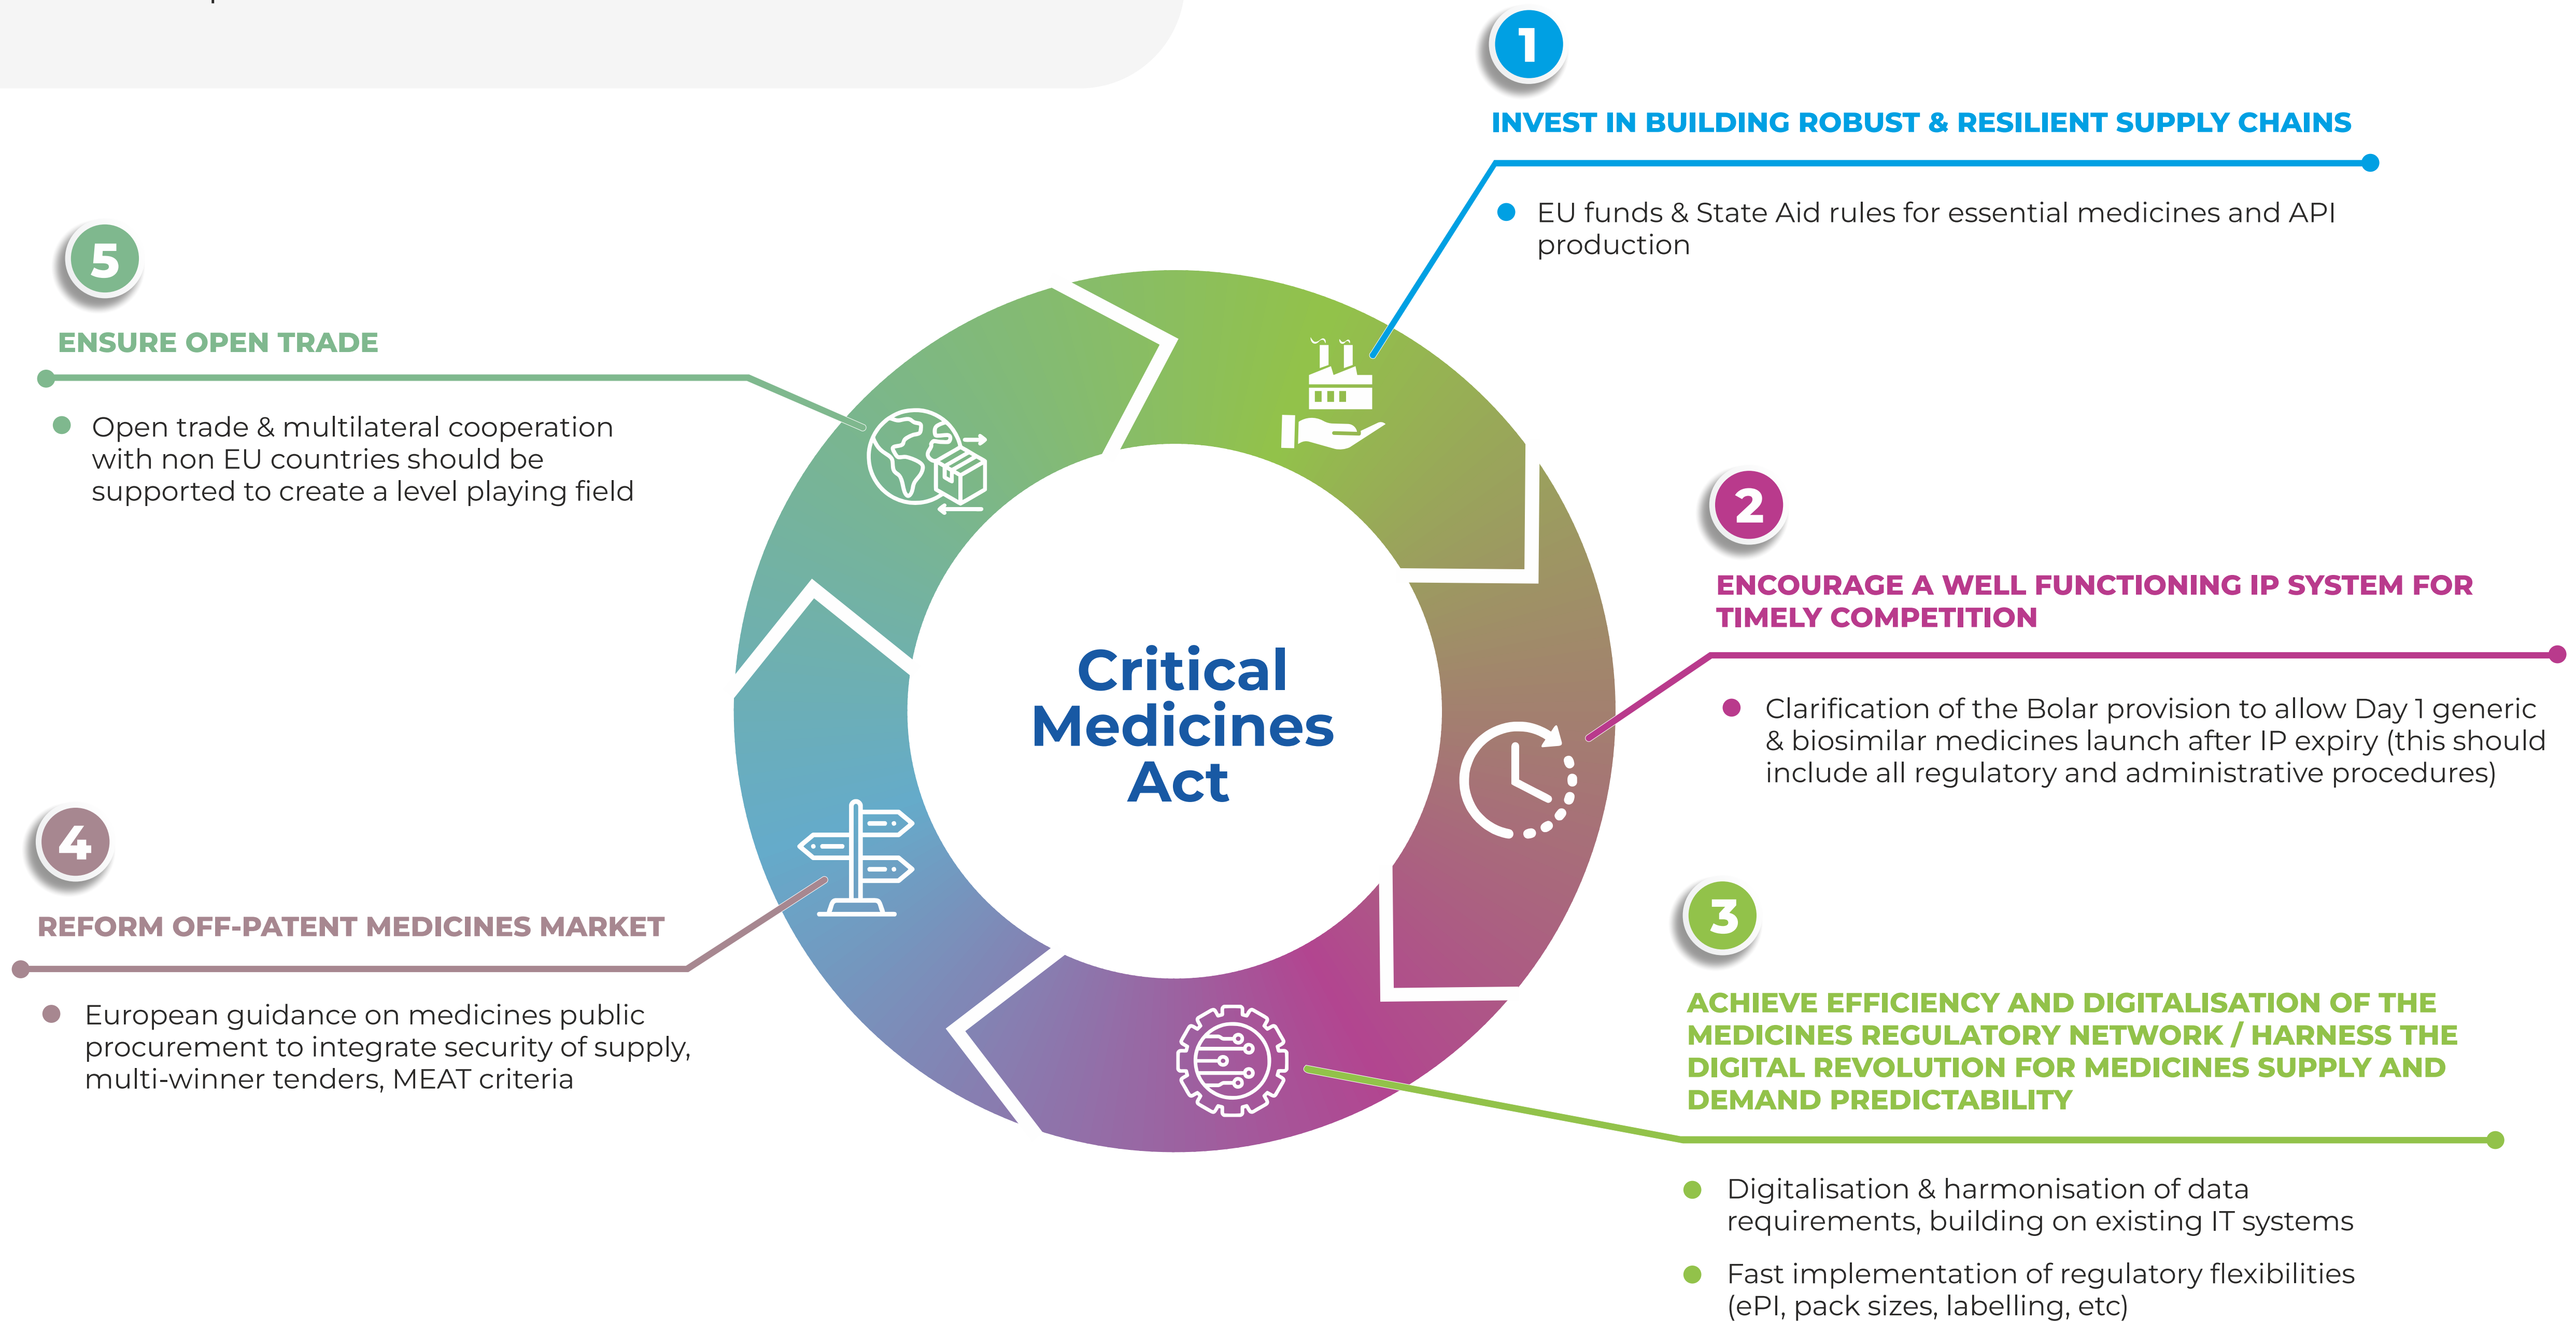 1
INVEST IN BUILDING ROBUST & RESILIENT SUPPLY CHAINS
EU funds & State Aid rules for essential medicines and API
production
2
ENCOURAGE A WELL FUNCTIONING IP SYSTEM FOR
TIMELY COMPETITION
Clarification of the Bolar provision to allow Day 1 generic
& biosimilar medicines launch after IP expiry (this should
include all regulatory and administrative procedures)
3
ACHIEVE EFFICIENCY AND DIGITALISATION OF THE
MEDICINES REGULATORY NETWORK / HARNESS THE
DIGITAL REVOLUTION FOR MEDICINES SUPPLY AND
DEMAND PREDICTABILITY
Digitalisation & harmonisation of data
requirements, building on existing IT systems
Fast implementation of regulatory flexibilities
(ePI, pack sizes, labelling, etc)
4
REFORM OFF-PATENT MEDICINES MARKET
European guidance on medicines public
procurement to integrate security of supply,
multi-winner tenders, MEAT criteria
5
ENSURE OPEN TRADE
Open trade & multilateral cooperation
with non EU countries should be
supported to create a level playing field
Critical
Medicines
Act